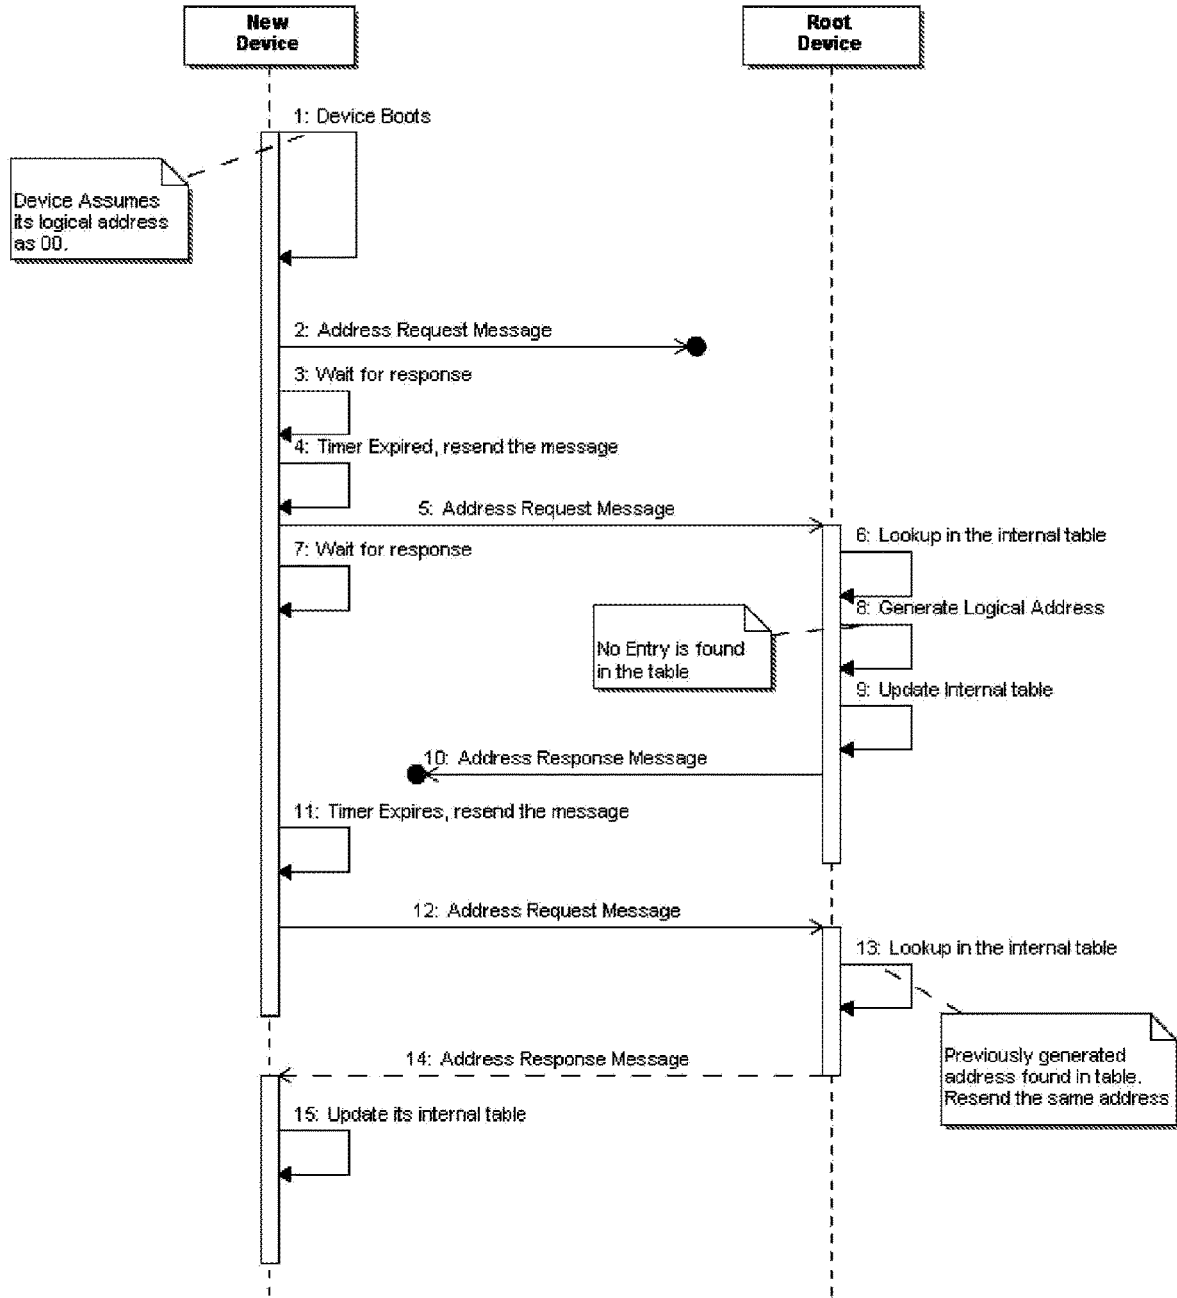 New
Device
Root
Device
1: Device Boots
Device Assumes
its logical address
as 00.
2: Address Request Message
3: Wait for response
4: Timer Expired, resend the message
5: Address Request Message
6: Lookup in the internal table
7: Wait for response
8: Generate Logical Address
No Entry is found
in the table
9: Update Internal table
10: Address Response Message
11: Timer Expires, resend the message
12: Address Request Message
13: Lookup in the internal table
Previously generated
address found in table.
Resend the same address
14: Address Response Message
15: Update its internal table